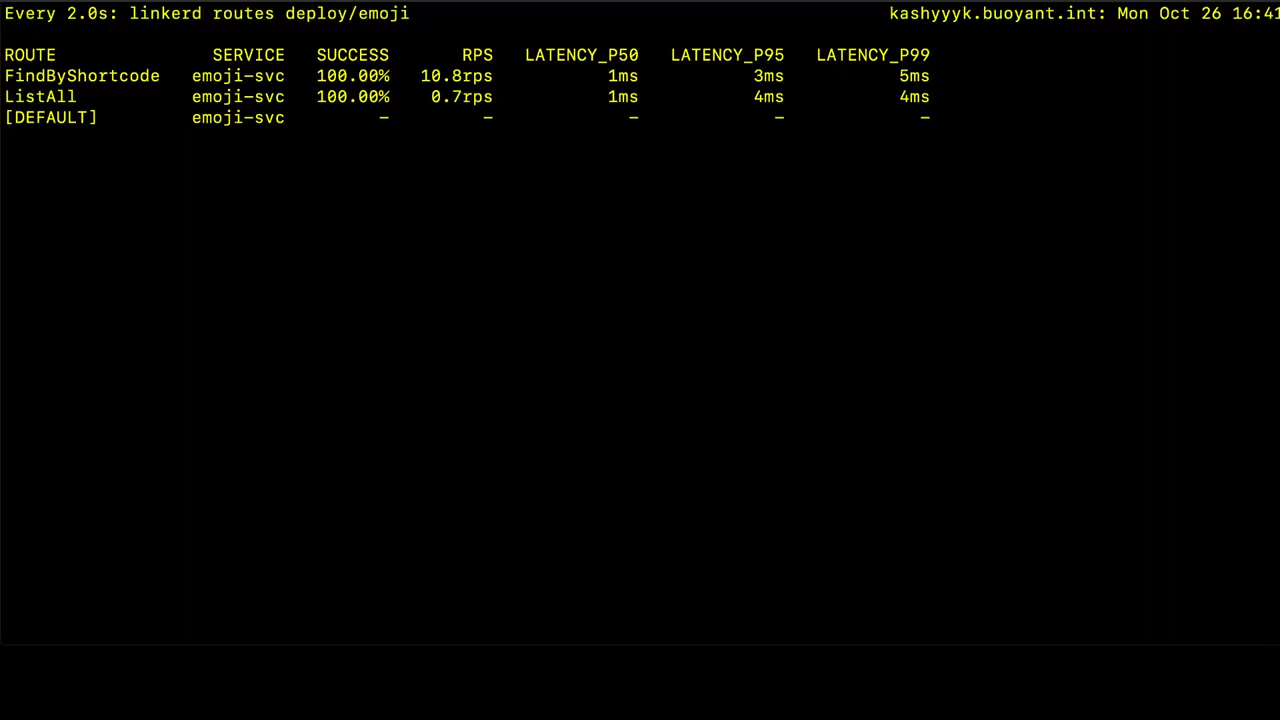 Every 2.0s: linkerd routes deploy/emoji kashyyyk.buoyant.int: Mon Oct 26 16:41
ROUTE SERVICE SUCCESS RPS LATENCY_P50 LATENCY_P95 LATENCY_P99
FindByShortcode emoji-svc 100.00% 10.8rps 1ms 3ms 5ms
ListAll emoji-svc 100.00% 0.7rps 1ms 4ms 4ms
[DEFAULT] emoji-svc - - - - -